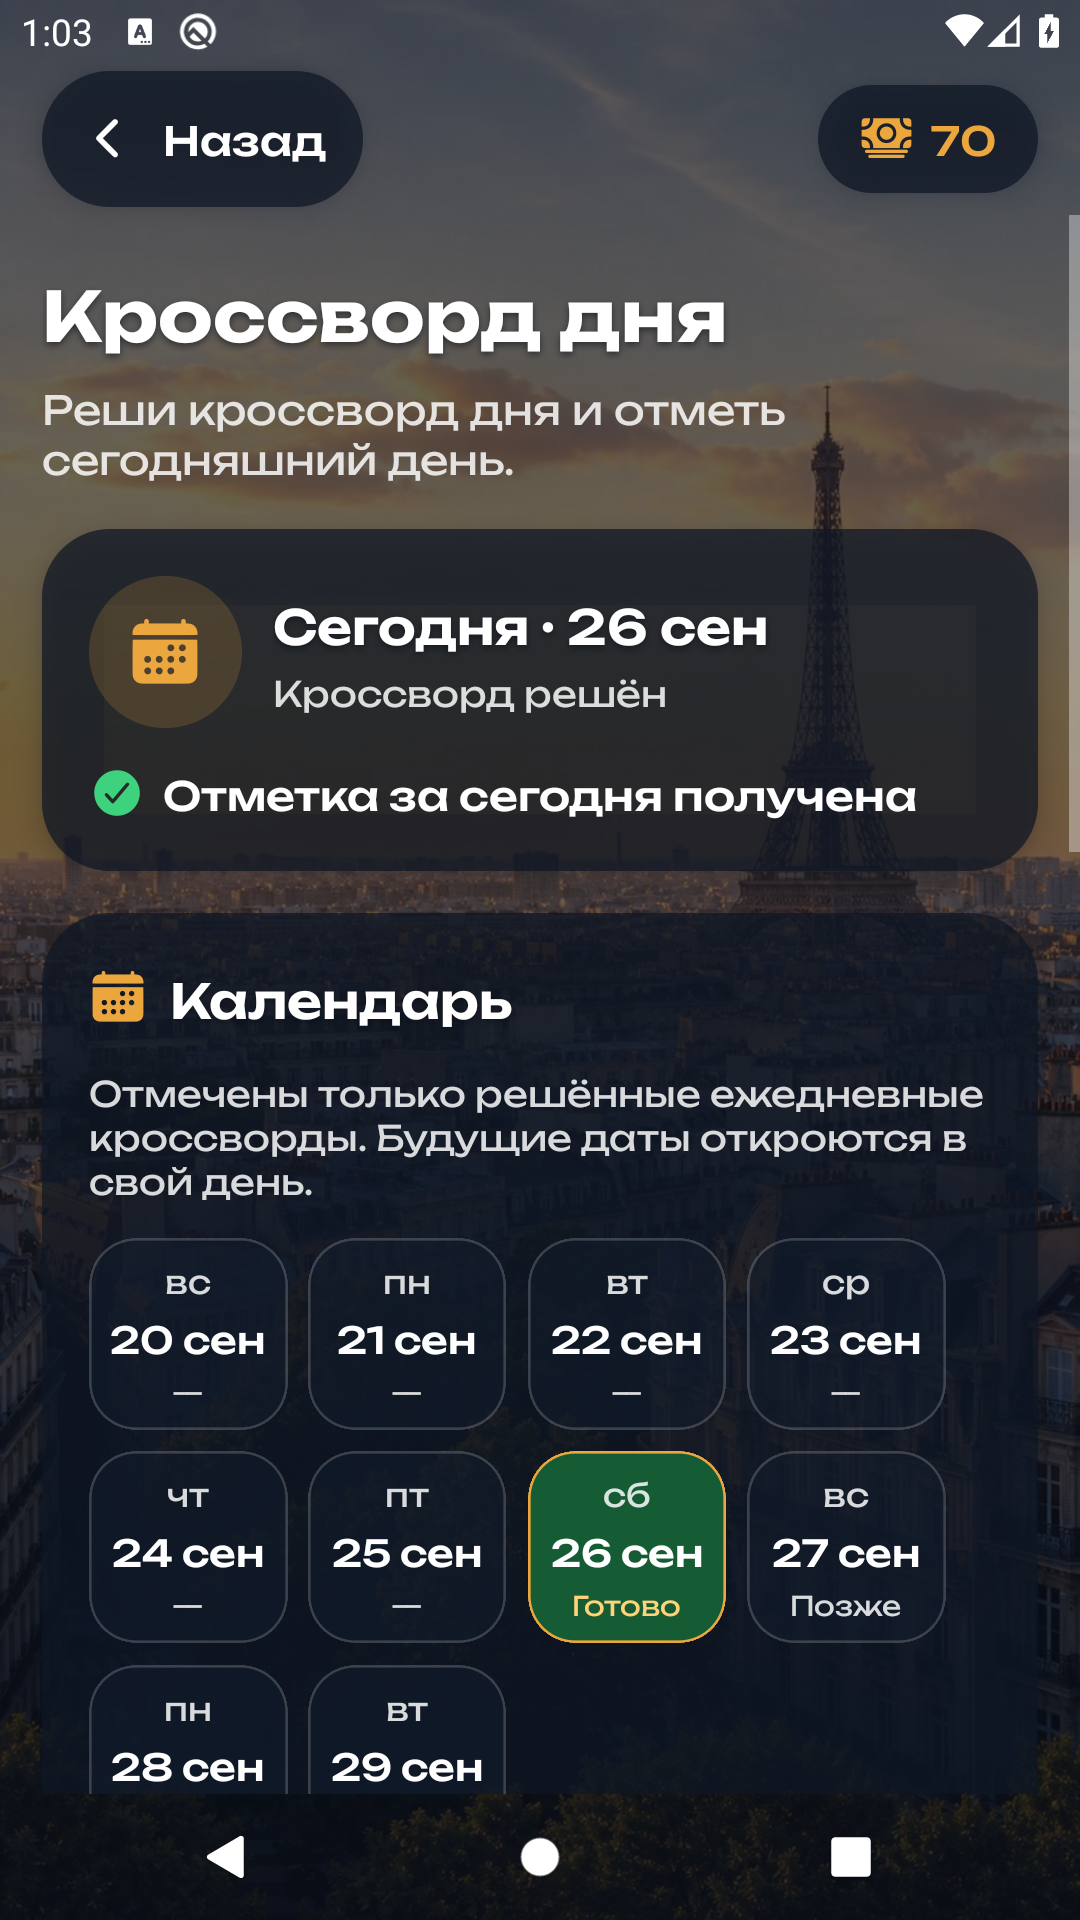 1:03
Назад
70
Кроссворд дня
Реши кроссворд дня и отметь
сегодняшний день.
Сегодня · 26 сен
Кроссворд решён
Отметка за сегодня получена
Календарь
Отмечены только решённые ежедневные
кроссворды. Будущие даты откроются в
свой день.
вс пн вт ср
20 сен 21 сен 22 сен 23 сен
— — — —
чт пт сб вс
24 сен 25 сен 26 сен 27 сен
— — Готово Позже
пн вт
28 сен 29 сен